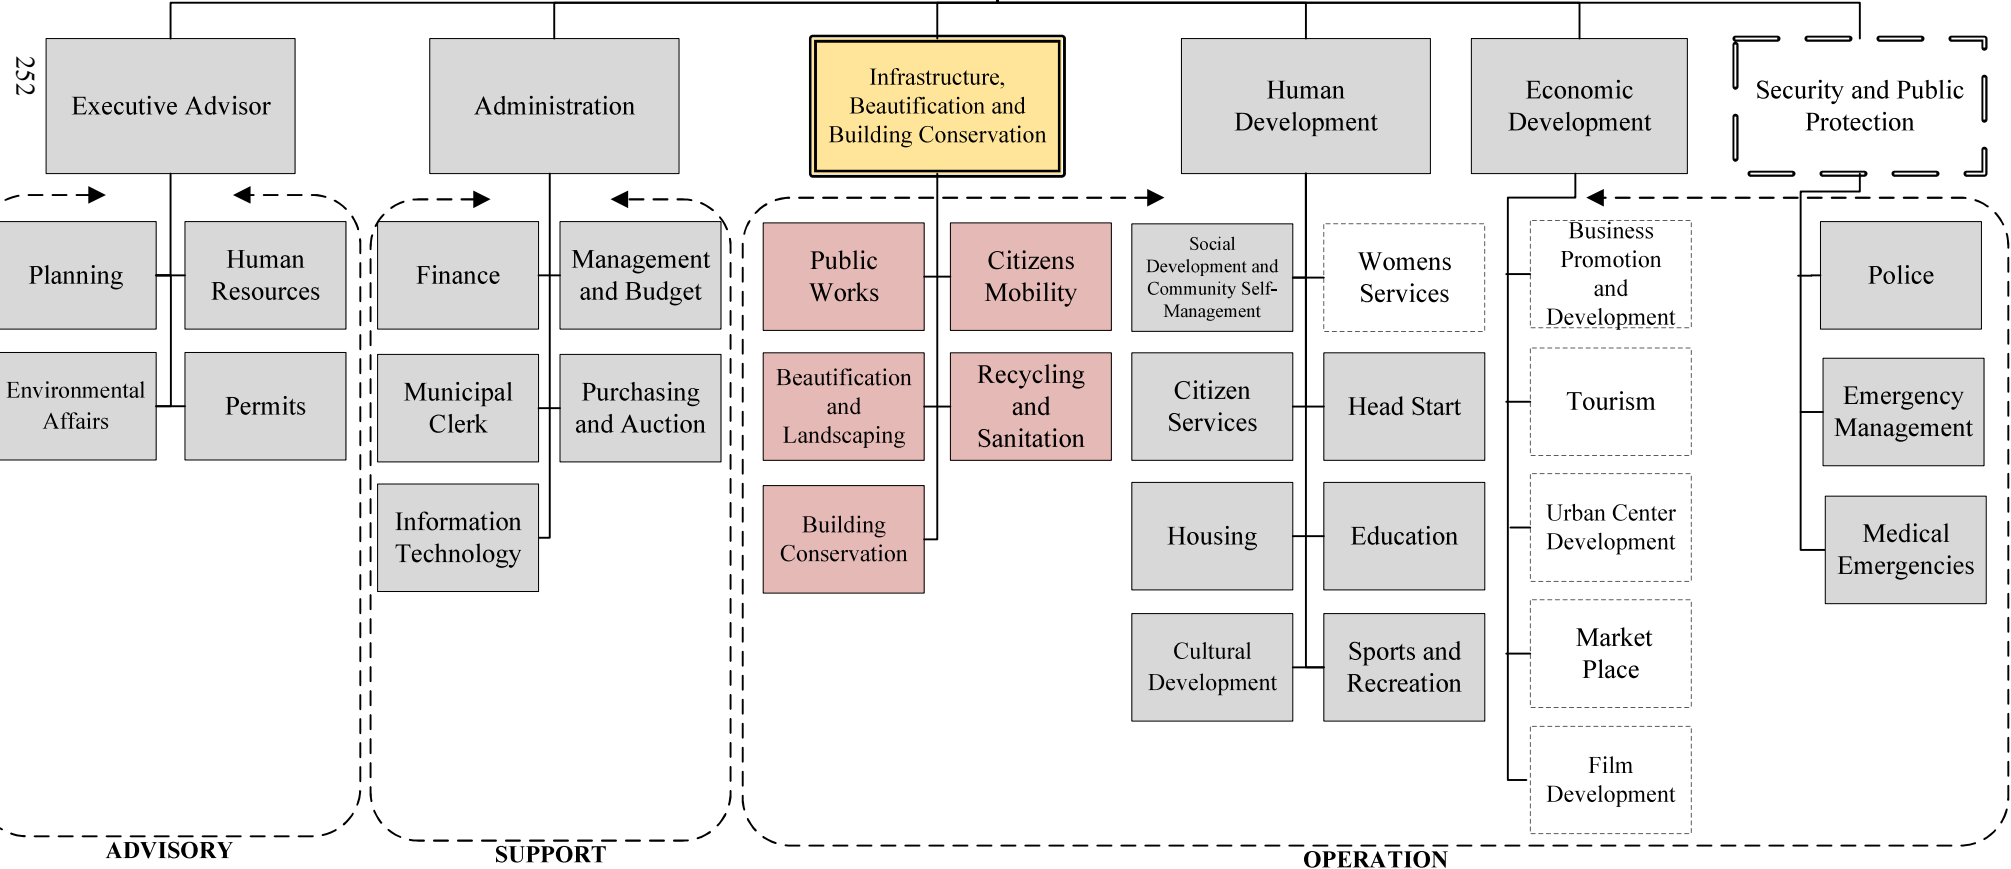 252
Executive Advisor
Administration
Infrastructure,
Beautification and
Building Conservation
Human
Development
Economic
Development
Security and Public
Protection
Planning
Human
Resources
Environmental
Affairs
Permits
Finance
Management
and Budget
Municipal
Clerk
Purchasing
and Auction
Information
Technology
Public
Works
Citizens
Mobility
Beautification
and
Landscaping
Recycling
and
Sanitation
Building
Conservation
Social
Development and
Community Self-
Management
Womens
Services
Citizen
Services
Head Start
Housing
Education
Cultural
Development
Sports and
Recreation
Business
Promotion
and
Development
Tourism
Urban Center
Development
Market
Place
Film
Development
Police
Emergency
Management
Medical
Emergencies
ADVISORY
SUPPORT
OPERATION